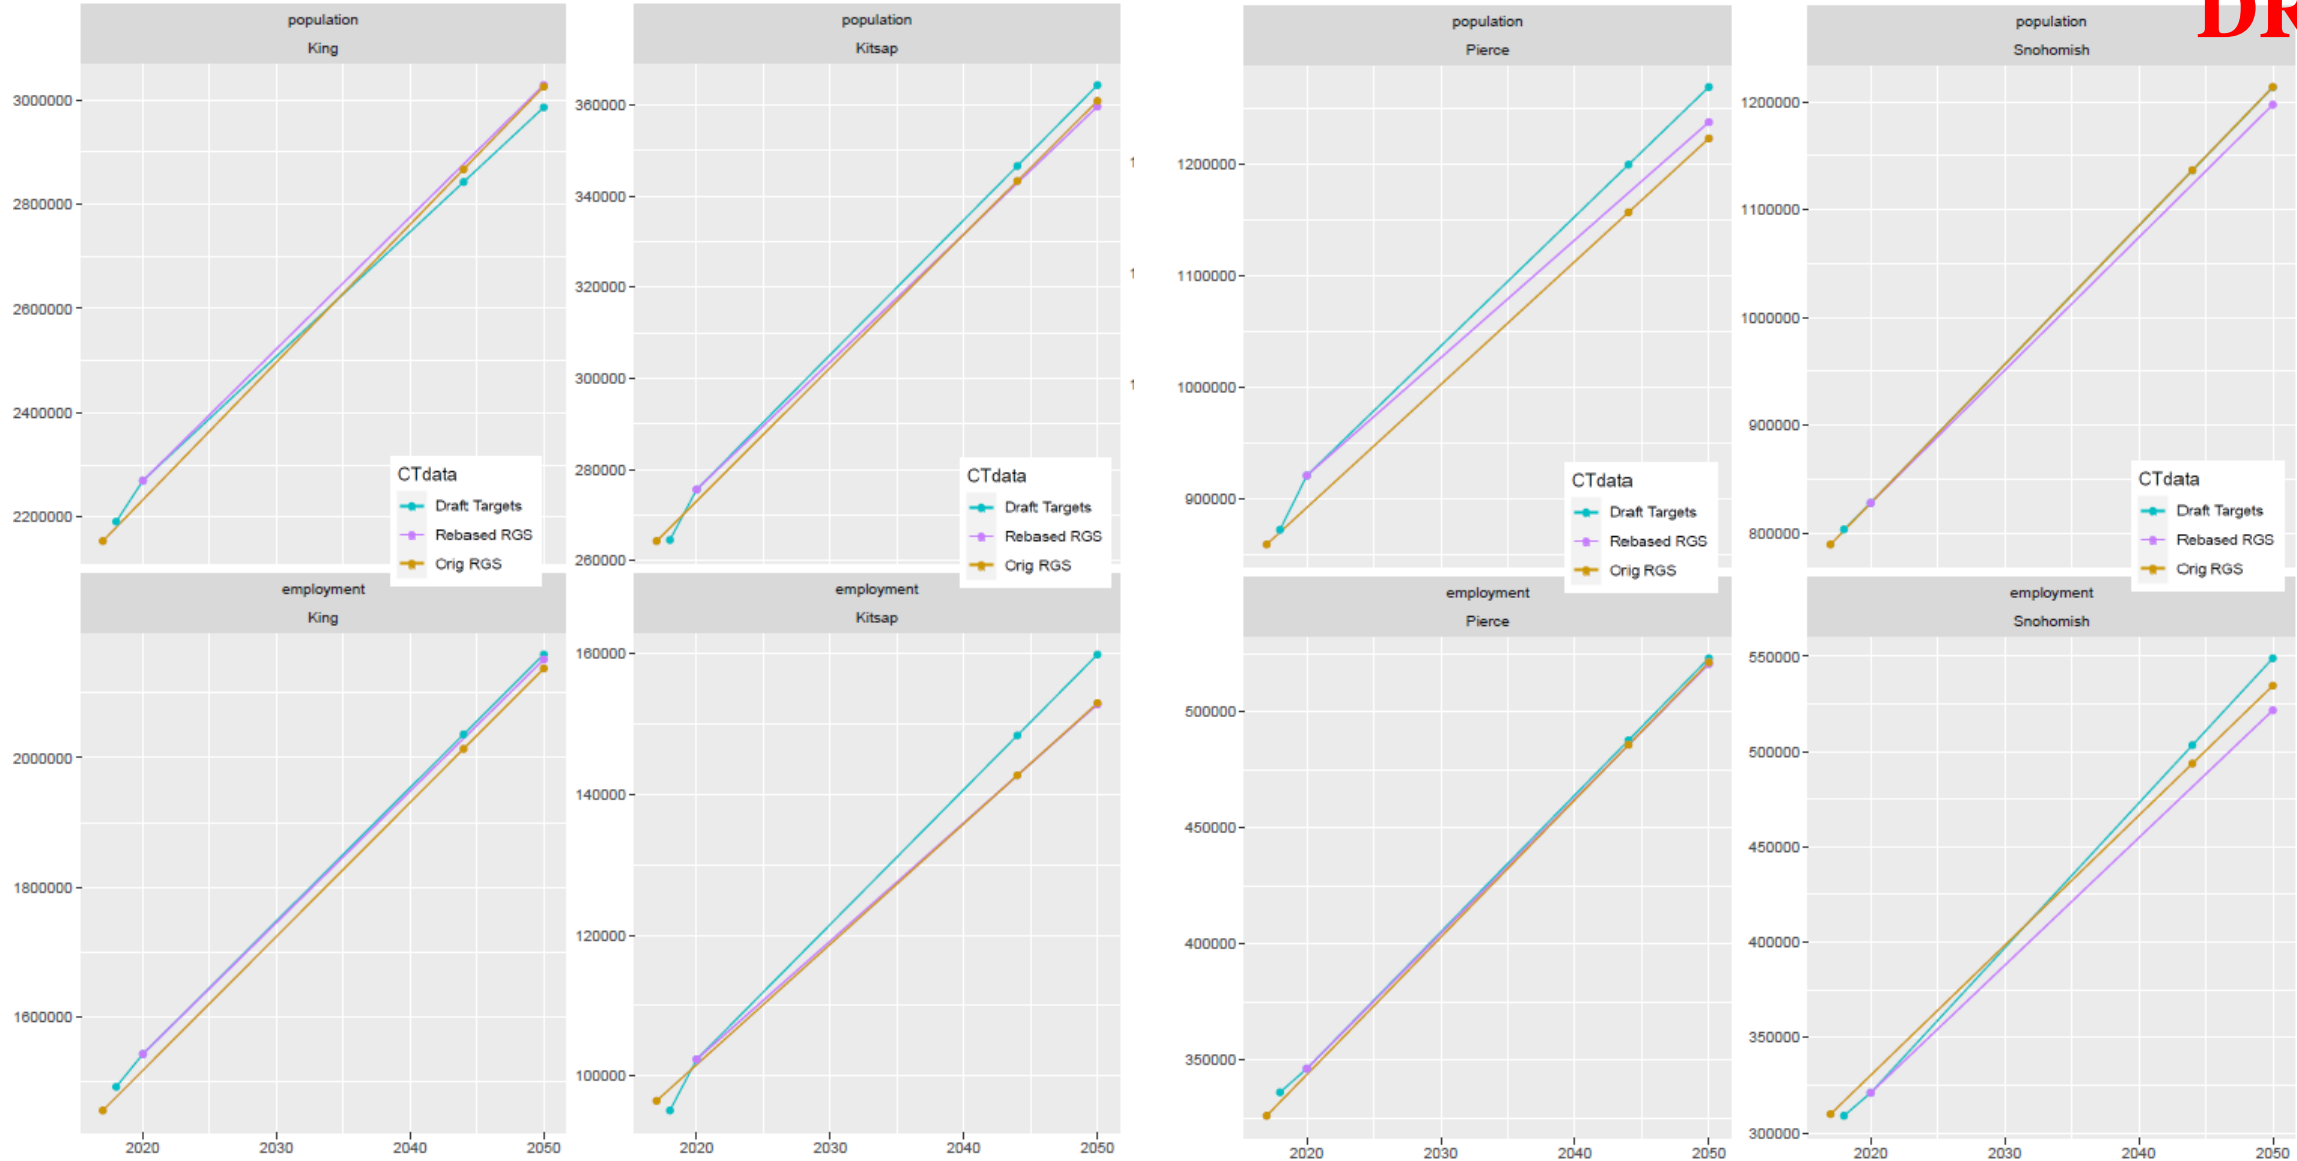 DR
population
King
3000000
2800000
2600000
2400000
2200000
CTdata
Draft Targets
Rebased RGS
Orig RGS
employment
King
2000000
1800000
1600000
2020 2030 2040 2050
population
Kitsap
360000
340000
320000
300000
280000
260000
CTdata
Draft Targets
Rebased RGS
Orig RGS
employment
Kitsap
160000
140000
120000
100000
2020 2030 2040 2050
1
1
1
population
Pierce
1200000
1100000
1000000
900000
CTdata
Draft Targets
Rebased RGS
Orig RGS
employment
Pierce
500000
450000
400000
350000
2020 2030 2040 2050
population
Snohomish
1200000
1100000
1000000
900000
800000
CTdata
Draft Targets
Rebased RGS
Orig RGS
employment
Snohomish
550000
500000
450000
400000
350000
300000
2020 2030 2040 2050